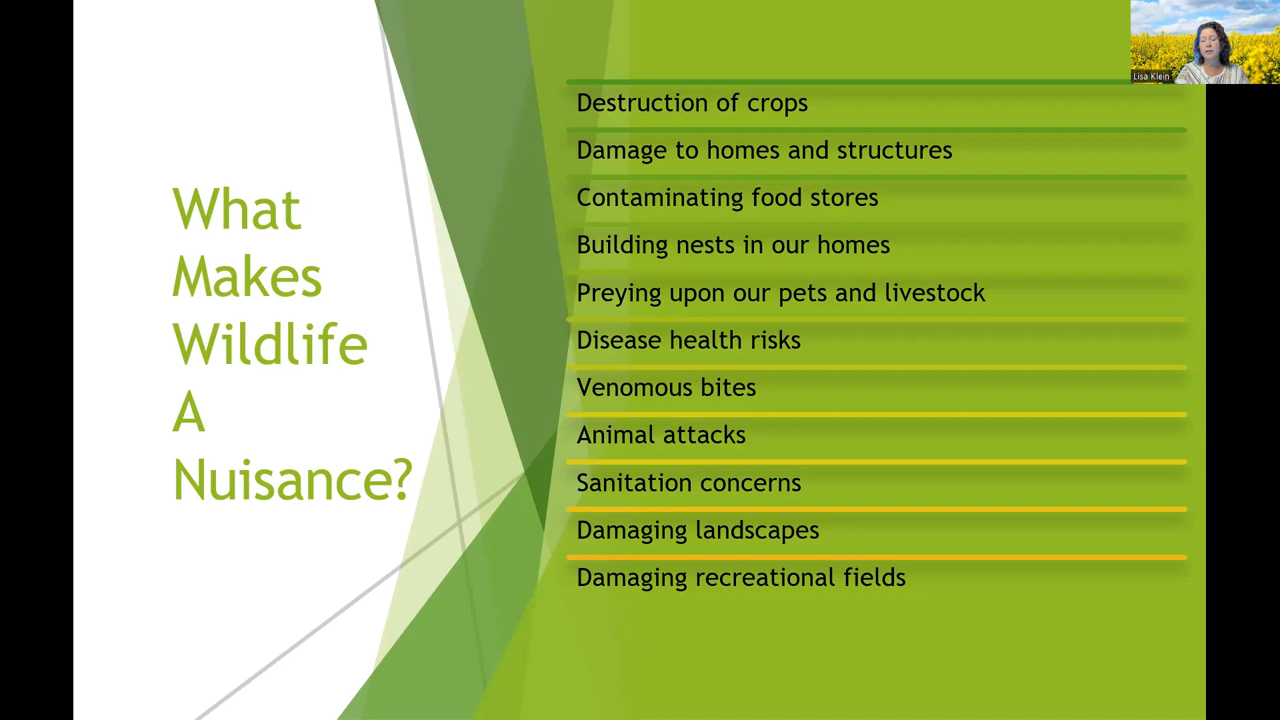 What
Makes
Wildlife
A
Nuisance?
Destruction of crops
Damage to homes and structures
Contaminating food stores
Building nests in our homes
Preying upon our pets and livestock
Disease health risks
Venomous bites
Animal attacks
Sanitation concerns
Damaging landscapes
Damaging recreational fields
Lisa Klein